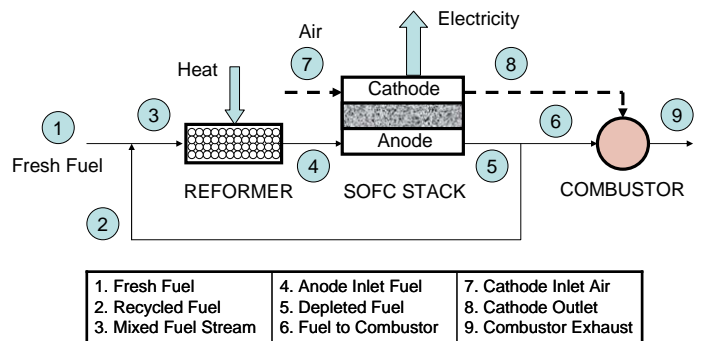 Electricity
Air
7
8
Heat
Cathode
1
3
6
9
Fresh Fuel
Anode
4
5
REFORMER
SOFC STACK
COMBUSTOR
2
1. Fresh Fuel
2. Recycled Fuel
3. Mixed Fuel Stream
4. Anode Inlet Fuel
5. Depleted Fuel
6. Fuel to Combustor
7. Cathode Inlet Air
8. Cathode Outlet
9. Combustor Exhaust